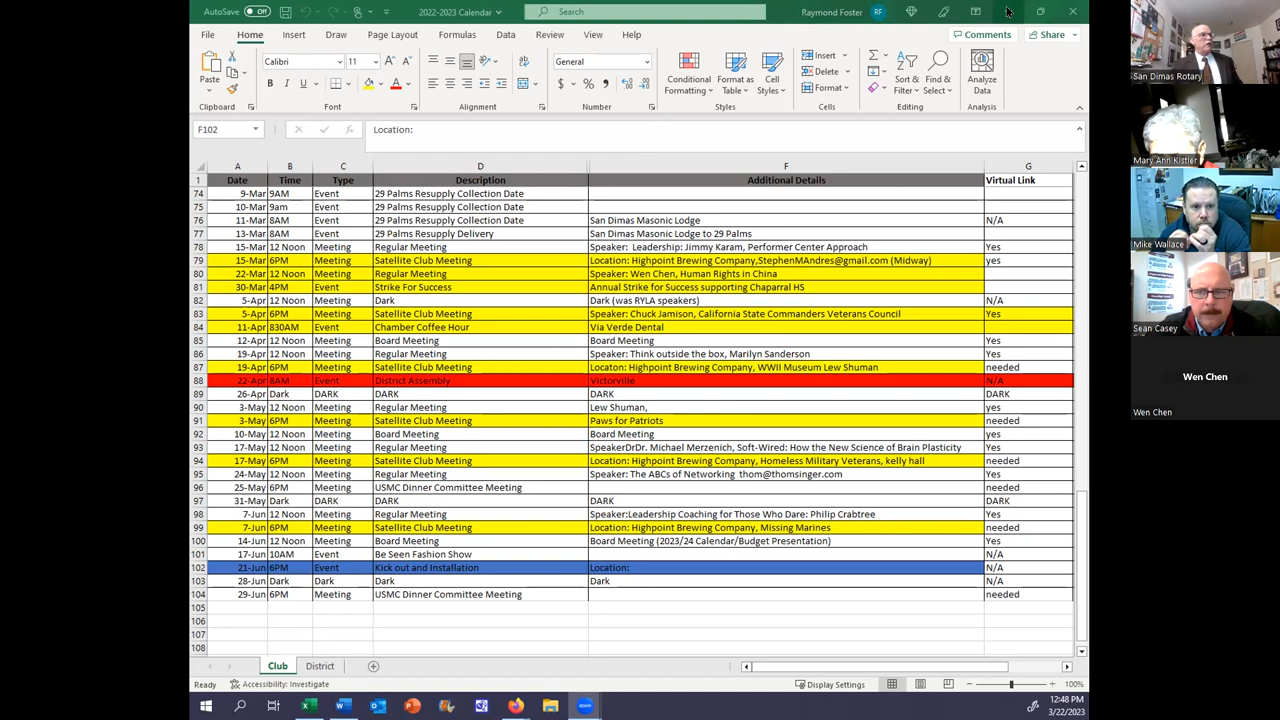 AutoSave Off 2022-2023 Calendar Search Raymond Foster RF
File Home Insert Draw Page Layout Formulas Data Review View Help Comments Share
Paste Calibri 11 A A General Conditional Formatting Format as Table Cell Styles Insert Delete Format Sort & Filter Find & Select Analyze Data
B I U A $ % ,
Clipboard Font Alignment Number Styles Cells Editing Analysis
F102 fx Location:
A B C D F G
1 Date Time Type Description Additional Details Virtual Link
74 9-Mar 9AM Event 29 Palms Resupply Collection Date
75 10-Mar 9am Event 29 Palms Resupply Collection Date
76 11-Mar 8AM Event 29 Palms Resupply Collection Date San Dimas Masonic Lodge N/A
77 13-Mar 8AM Event 29 Palms Resupply Delivery San Dimas Masonic Lodge to 29 Palms
78 15-Mar 12 Noon Meeting Regular Meeting Speaker: Leadership: Jimmy Karam, Performer Center Approach Yes
79 15-Mar 6PM Meeting Satellite Club Meeting Location: Highpoint Brewing Company,StephenMAndres@gmail.com (Midway) yes
80 22-Mar 12 Noon Meeting Regular Meeting Speaker: Wen Chen, Human Rights in China
81 30-Mar 4PM Event Strike For Success Annual Strike for Success supporting Chaparral HS
82 5-Apr 12 Noon Meeting Dark Dark (was RYLA speakers) N/A
83 5-Apr 6PM Meeting Satellite Club Meeting Speaker: Chuck Jamison, California State Commanders Veterans Council Yes
84 11-Apr 830AM Event Chamber Coffee Hour Via Verde Dental
85 12-Apr 12 Noon Meeting Board Meeting Board Meeting Yes
86 19-Apr 12 Noon Meeting Regular Meeting Speaker: Think outside the box, Marilyn Sanderson Yes
87 19-Apr 6PM Meeting Satellite Club Meeting Locaton: Highpoint Brewing Company, WWII Museum Lew Shuman needed
88 22-Apr 8AM Event District Assembly Victorville N/A
89 26-Apr DARK DARK DARK DARK DARK
90 3-May 12 Noon Meeting Regular Meeting Lew Shuman, yes
91 3-May 6PM Meeting Satellite Club Meeting Paws for Patriots needed
92 10-May 12 Noon Meeting Board Meeting Board Meeting yes
93 17-May 12 Noon Meeting Regular Meeting SpeakerDrDr. Michael Merzenich, Soft-Wired: How the New Science of Brain Plasticity Yes
94 17-May 6PM Meeting Satellite Club Meeting Location: Highpoint Brewing Company, Homeless Military Veterans, kelly hall needed
95 24-May 12 Noon Meeting Regular Meeting Speaker: The ABCs of Networking thom@thomsinger.com Yes
96 25-May 6PM Meeting USMC Dinner Committee Meeting needed
97 31-May Dark DARK DARK DARK DARK
98 7-Jun 12 Noon Meeting Regular Meeting Speaker:Leadership Coaching for Those Who Dare: Philip Crabtree Yes
99 7-Jun 6PM Meeting Satellite Club Meeting Location: Highpoint Brewing Company, Missing Marines needed
100 14-Jun 12 Noon Meeting Board Meeting Board Meeting (2023/24 Calendar/Budget Presentation) Yes
101 17-Jun 10AM Event Be Seen Fashion Show N/A
102 21-Jun 6PM Event Kick out and Installation Location: N/A
103 28-Jun Dark Dark Dark Dark N/A
104 29-Jun 6PM Meeting USMC Dinner Committee Meeting needed
105
106
107
108
Club District
Ready Accessibility: Investigate Display Settings 100%
12:48 PM
3/22/2023
San Dimas Rotary
Mary Ann Kistler
Mike Wallace
Sean Casey
Wen Chen
Wen Chen